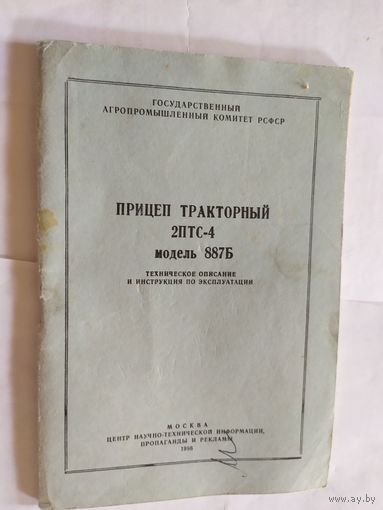 ГОСУДАРСТВЕННЫЙ
АГРОПРОМЫШЛЕННЫЙ КОМИТЕТ РСФСР
ПРИЦЕП ТРАКТОРНЫЙ
2ПТС-4
модель 887Б
ТЕХНИЧЕСКОЕ ОПИСАНИЕ
И ИНСТРУКЦИЯ ПО ЭКСПЛУАТАЦИИ
МОСКВА
ЦЕНТР НАУЧНО-ТЕХНИЧЕСКОЙ ИНФОРМАЦИИ,
ПРОПАГАНДЫ И РЕКЛАМЫ
ay.by